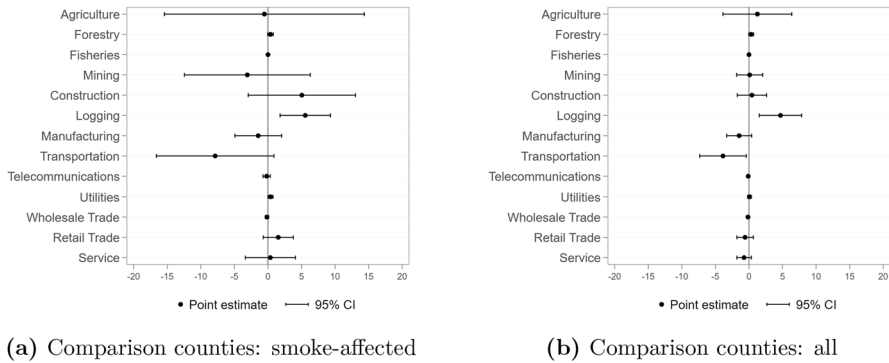 Agriculture
Forestry
Fisheries
Mining
Construction
Logging
Manufacturing
Transportation
Telecommunications
Utilities
Wholesale Trade
Retail Trade
Service
-20 -15 -10 -5 0 5 10 15 20
Point estimate 95% CI
(a) Comparison counties: smoke-affected
Agriculture
Forestry
Fisheries
Mining
Construction
Logging
Manufacturing
Transportation
Telecommunications
Utilities
Wholesale Trade
Retail Trade
Service
-20 -15 -10 -5 0 5 10 15 20
Point estimate 95% CI
(b) Comparison counties: all